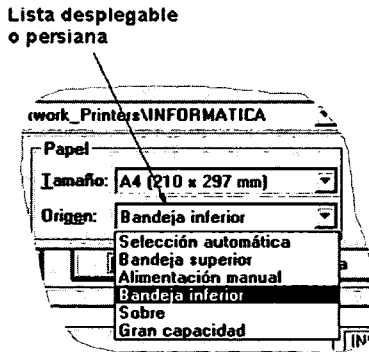 Lista desplegable
o persiana
work_Printers\INFORMATICA
Papel
Tamaño: A4 (210 x 297 mm)
Origen: Bandeja inferior
Selección automática
Bandeja superior
Alimentación manual
Bandeja inferior
Sobre
Gran capacidad